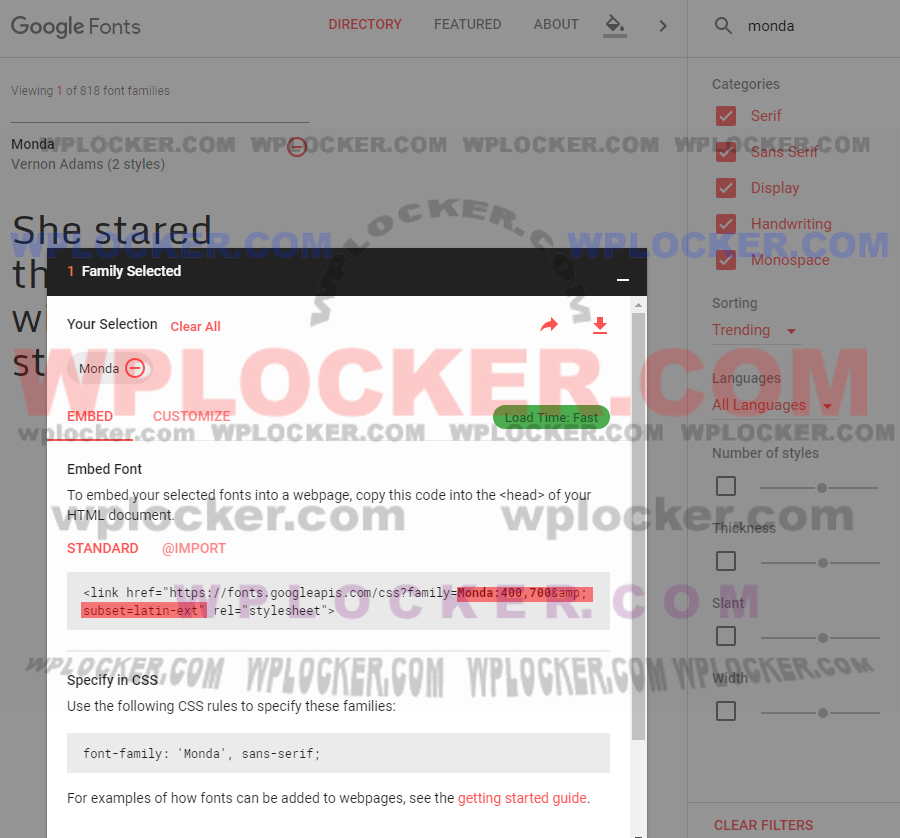 Google Fonts
DIRECTORY FEATURED ABOUT
monda
Viewing 1 of 818 font families
Monda
Vernon Adams (2 styles)
She stared
th
w
st
Categories
Serif
Sans Serif
Display
Handwriting
Monospace
Sorting
Trending
Languages
All Languages
Number of styles
Thickness
Slant
Width
CLEAR FILTERS
1 Family Selected
Your Selection Clear All
Monda
EMBED CUSTOMIZE
Load Time: Fast
Embed Font
To embed your selected fonts into a webpage, copy this code into the <head> of your
HTML document.
STANDARD @IMPORT
<link href="https://fonts.googleapis.com/css?family=Monda:400,700&amp;
subset=latin-ext" rel="stylesheet">
Specify in CSS
Use the following CSS rules to specify these families:
font-family: 'Monda', sans-serif;
For examples of how fonts can be added to webpages, see the getting started guide.
WPLOCKER.COM WPLOCKER.COM WPLOCKER.COM WPLOCKER.COM
WPLOCKER.COM
WPLOCKER.COM WPLOCKER.COM
WPLOCKER.COM
wplocker.com WPLOCKER.COM WPLOCKER.COM WPLOCKER.COM
wplocker.com wplocker.com
WPLOCKER.COM
WPLOCKER.COM WPLOCKER.COM WPLOCKER.COM WPLOCKER.COM